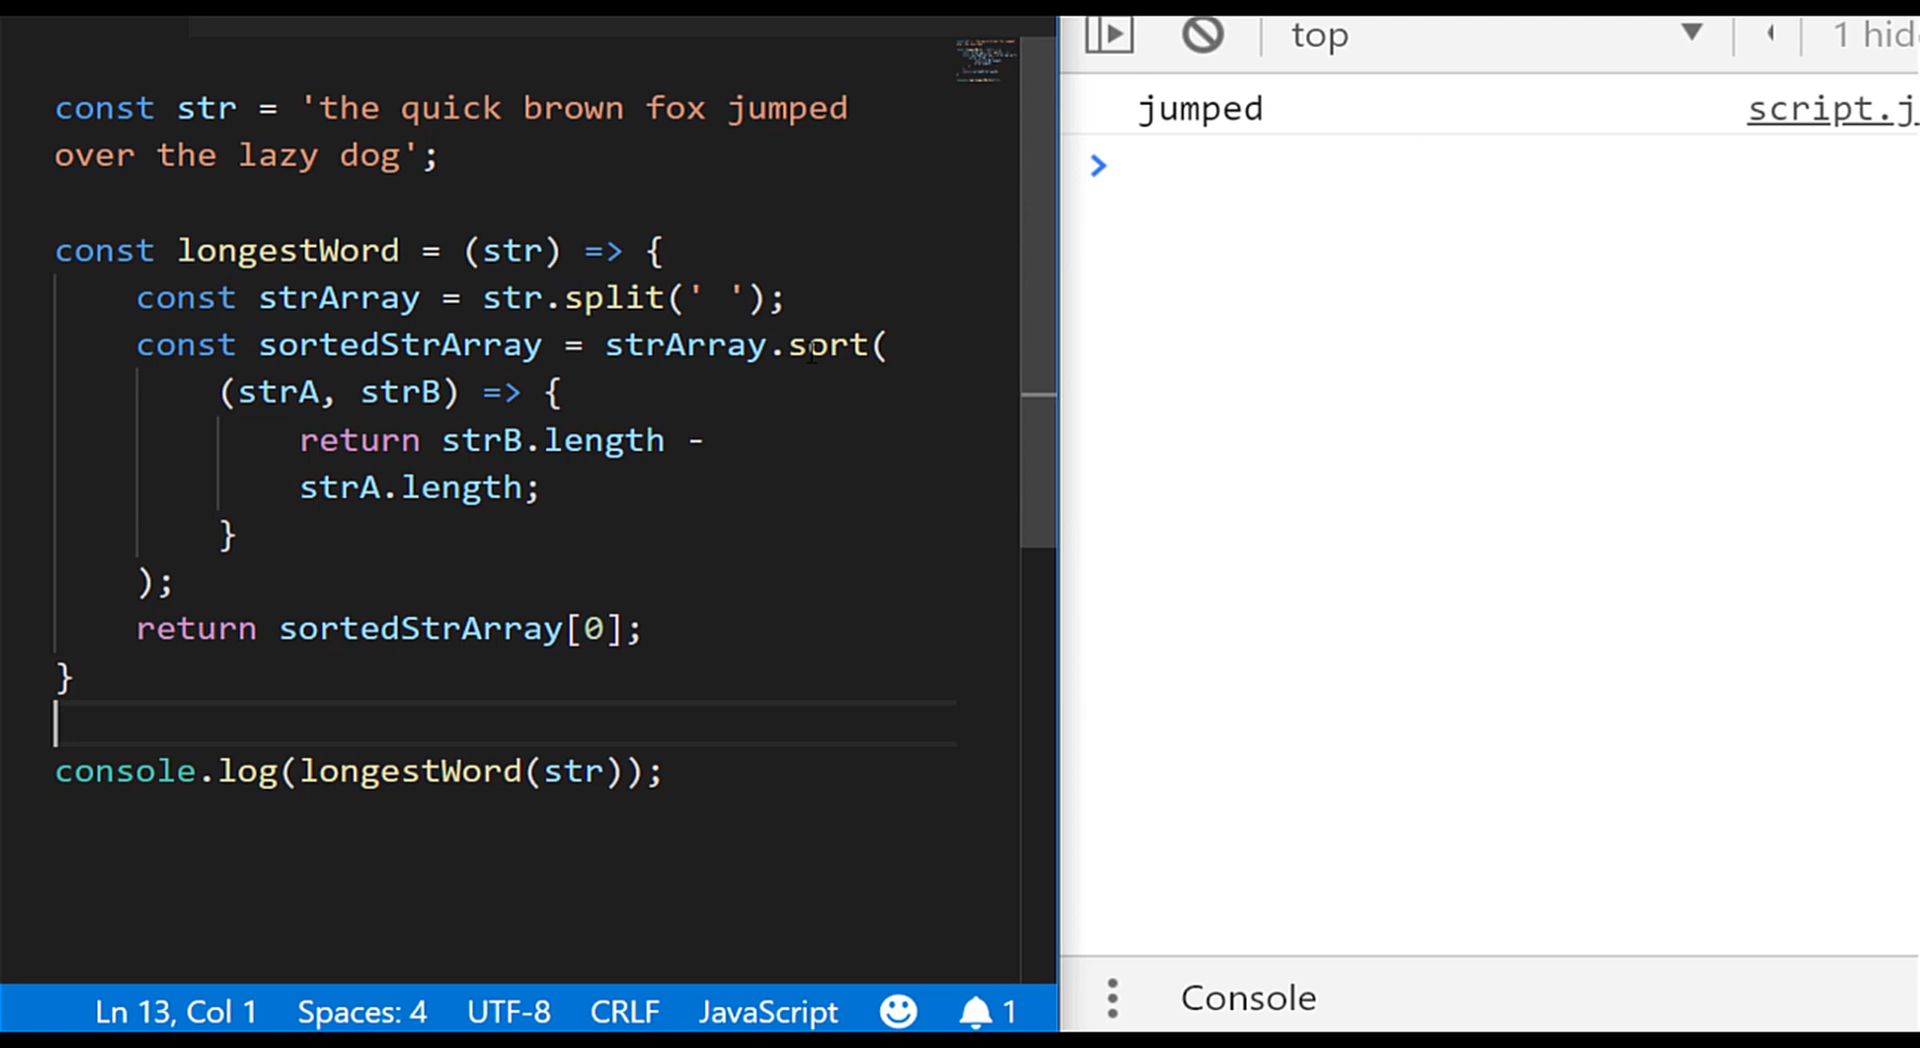 const str = 'the quick brown fox jumped
over the lazy dog';
const longestWord = (str) => {
const strArray = str.split(' ');
const sortedStrArray = strArray.sort(
(strA, strB) => {
return strB.length -
strA.length;
}
);
return sortedStrArray[0];
}
console.log(longestWord(str));
Ln 13, Col 1 Spaces: 4 UTF-8 CRLF JavaScript 1
top 1 hid
jumped script.j
>
Console